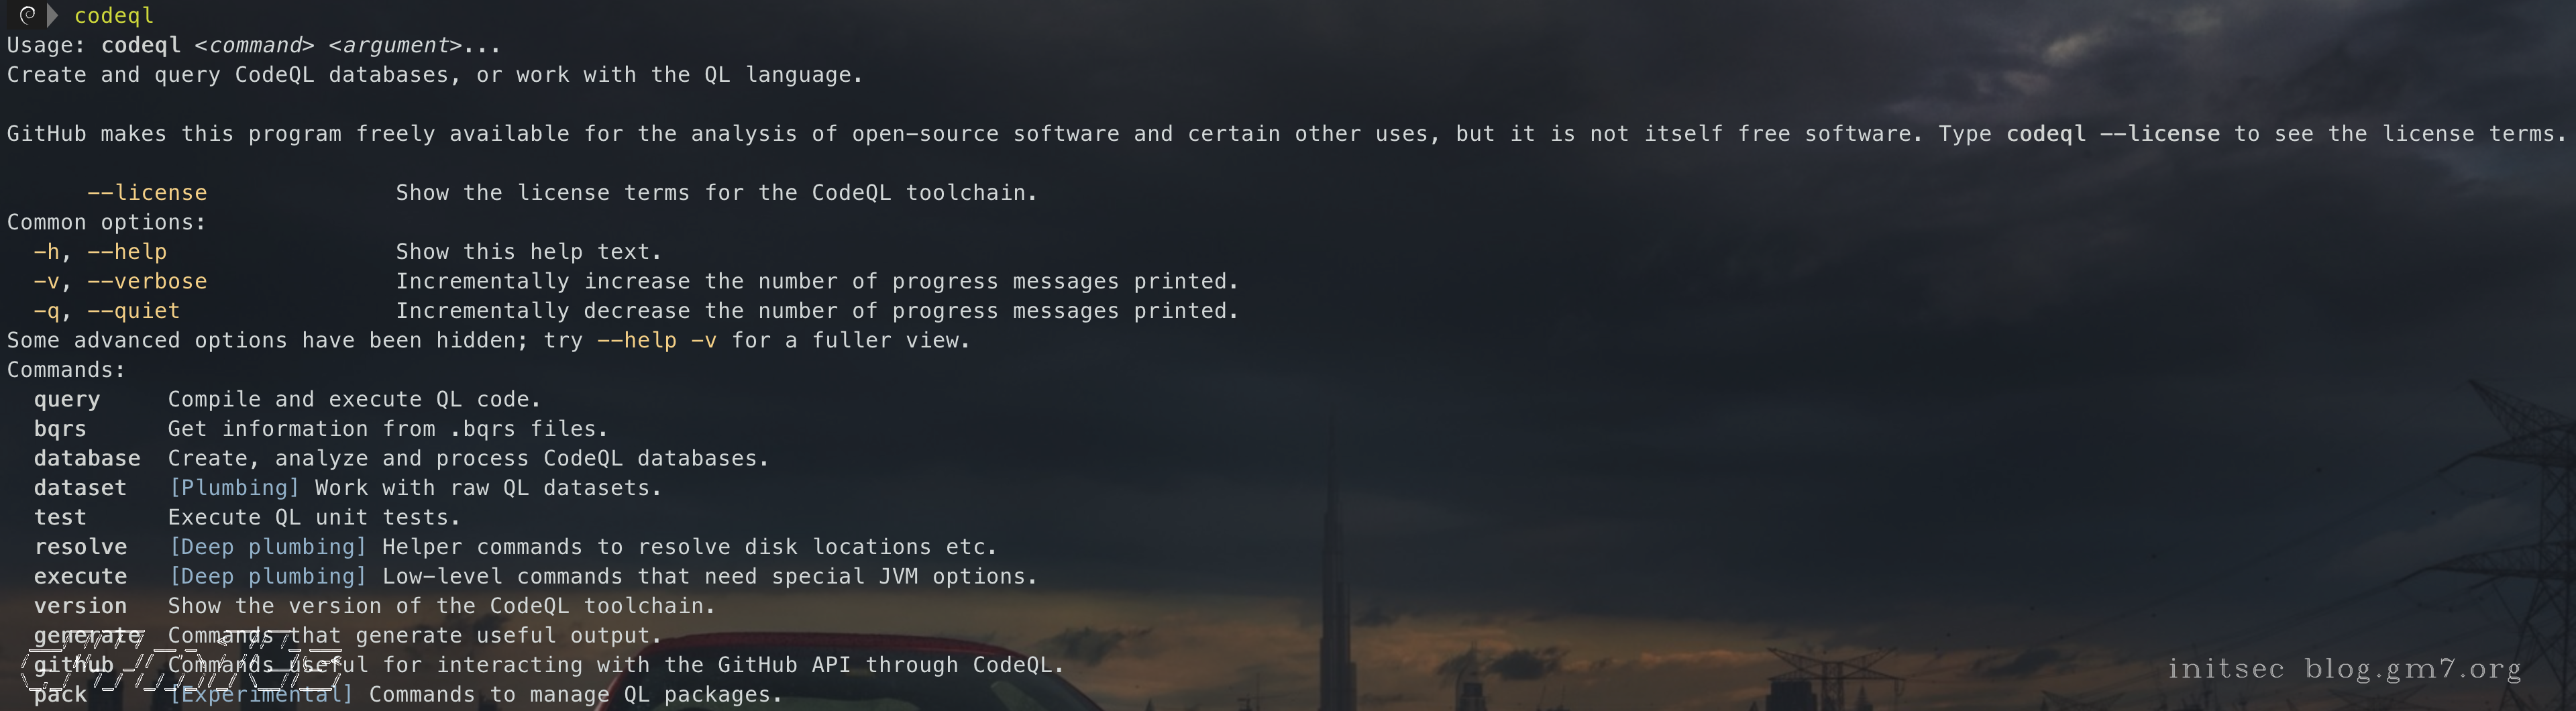 codeql
Usage: codeql <command> <argument>...
Create and query CodeQL databases, or work with the QL language.
GitHub makes this program freely available for the analysis of open-source software and certain other uses, but it is not itself free software. Type codeql --license to see the license terms.
--license Show the license terms for the CodeQL toolchain.
Common options:
-h, --help Show this help text.
-v, --verbose Incrementally increase the number of progress messages printed.
-q, --quiet Incrementally decrease the number of progress messages printed.
Some advanced options have been hidden; try --help -v for a fuller view.
Commands:
query Compile and execute QL code.
bqrs Get information from .bqrs files.
database Create, analyze and process CodeQL databases.
dataset [Plumbing] Work with raw QL datasets.
test Execute QL unit tests.
resolve [Deep plumbing] Helper commands to resolve disk locations etc.
execute [Deep plumbing] Low-level commands that need special JVM options.
version Show the version of the CodeQL toolchain.
generate Commands that generate useful output.
github Commands useful for interacting with the GitHub API through CodeQL.
pack [Experimental] Commands to manage QL packages.
initsec blog.gm7.org